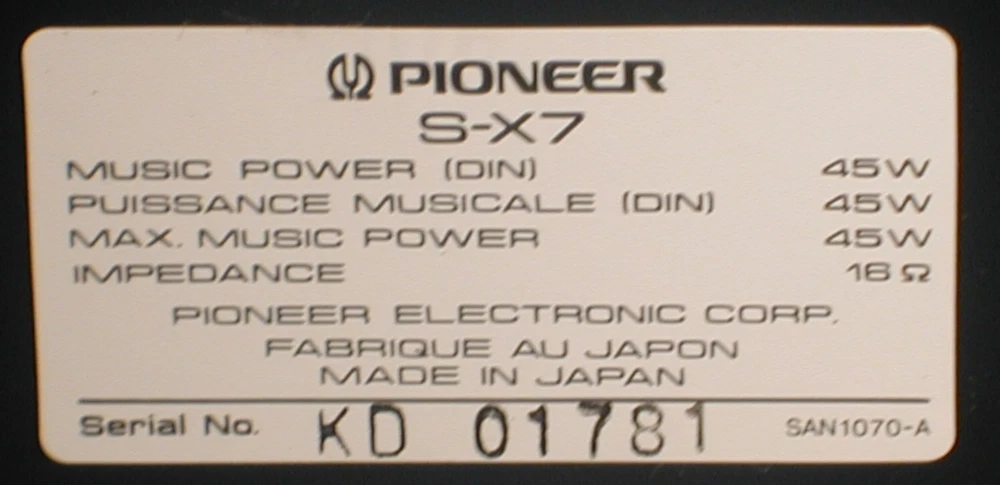 PIONEER
S-X7
MUSIC POWER (DIN) 45W
PUISSANCE MUSICALE (DIN) 45W
MAX. MUSIC POWER 45W
IMPEDANCE 16 Ω
PIONEER ELECTRONIC CORP.
FABRIQUE AU JAPON
MADE IN JAPAN
Serial No. KD 01781 SAN1070-A